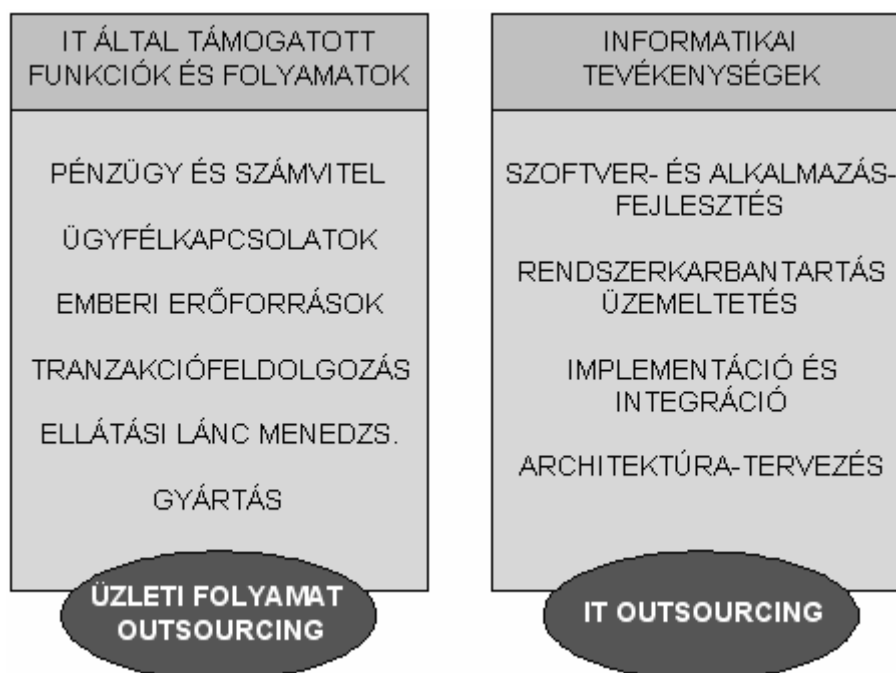 IT ÁLTAL TÁMOGATOTT
FUNKCIÓK ÉS FOLYAMATOK
PÉNZÜGY ÉS SZÁMVITEL
ÜGYFÉLKAPCSOLATOK
EMBERI ERŐFORRÁSOK
TRANZAKCIÓFELDOLGOZÁS
ELLÁTÁSI LÁNC MENEDZS.
GYÁRTÁS
ÜZLETI FOLYAMAT
OUTSOURCING
INFORMATIKAI
TEVÉKENYSÉGEK
SZOFTVER- ÉS ALKALMAZÁS-
FEJLESZTÉS
RENDSZERKARBANTARTÁS
ÜZEMELTETÉS
IMPLEMENTÁCIÓ ÉS
INTEGRÁCIÓ
ARCHITEKTÚRA-TERVEZÉS
IT OUTSOURCING